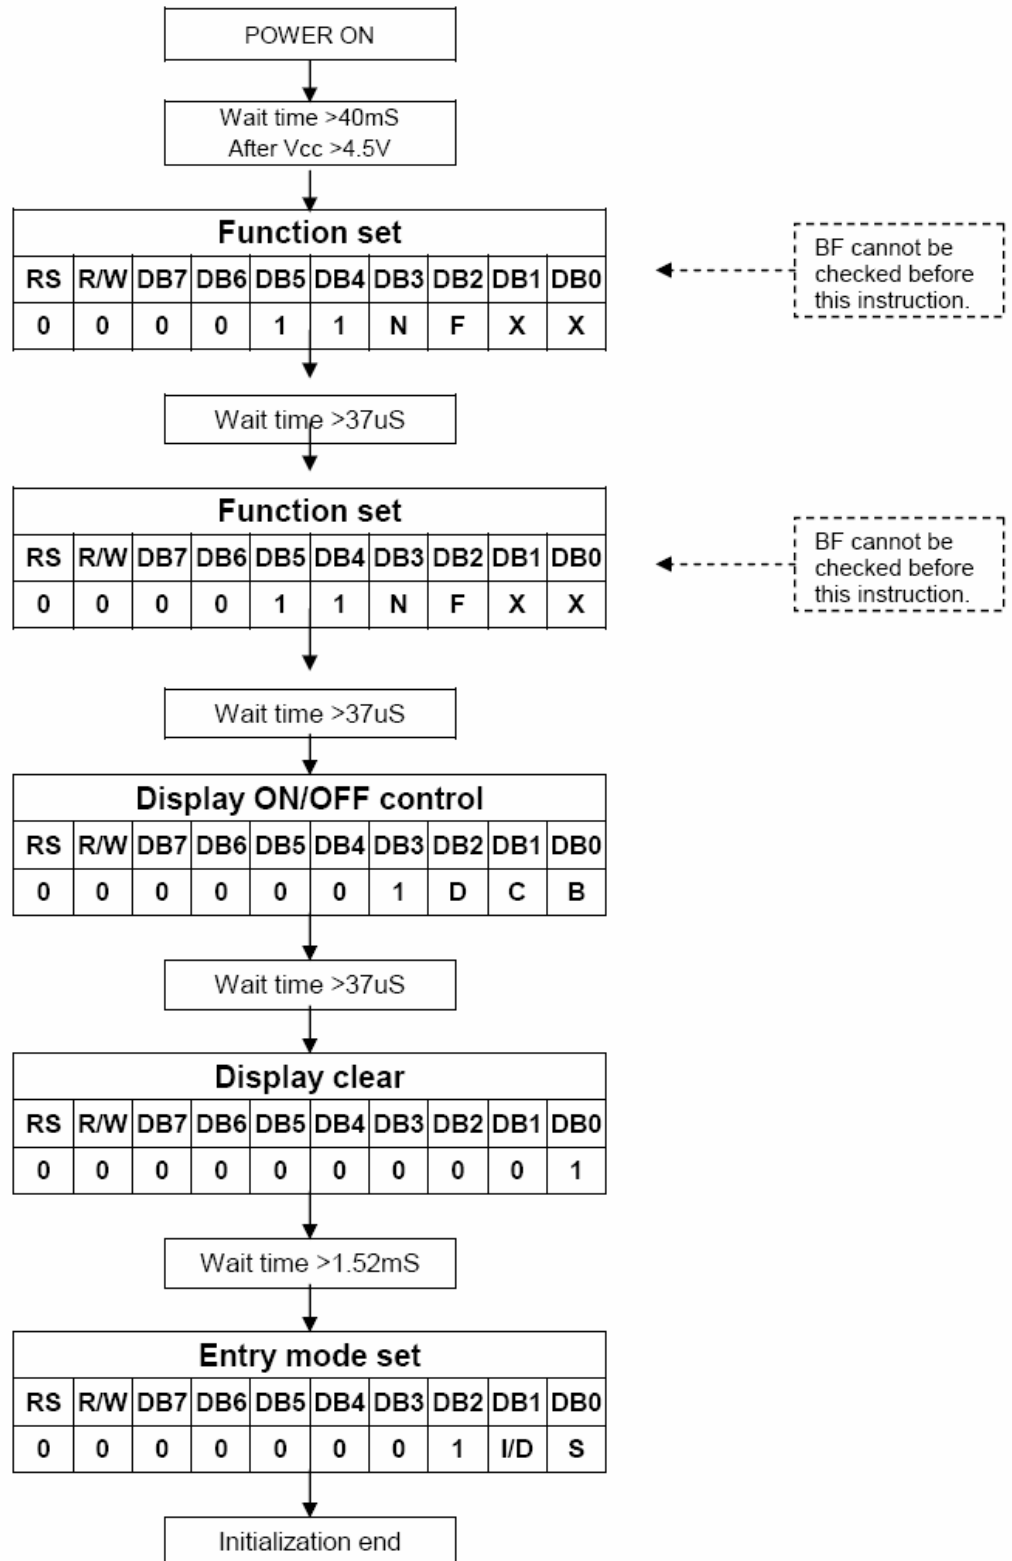 POWER ON
Wait time >40mS
After Vcc >4.5V
Function set
RS R/W DB7 DB6 DB5 DB4 DB3 DB2 DB1 DB0
0 0 0 0 1 1 N F X X
BF cannot be
checked before
this instruction.
Wait time >37uS
Function set
RS R/W DB7 DB6 DB5 DB4 DB3 DB2 DB1 DB0
0 0 0 0 1 1 N F X X
BF cannot be
checked before
this instruction.
Wait time >37uS
Display ON/OFF control
RS R/W DB7 DB6 DB5 DB4 DB3 DB2 DB1 DB0
0 0 0 0 0 0 1 D C B
Wait time >37uS
Display clear
RS R/W DB7 DB6 DB5 DB4 DB3 DB2 DB1 DB0
0 0 0 0 0 0 0 0 0 1
Wait time >1.52mS
Entry mode set
RS R/W DB7 DB6 DB5 DB4 DB3 DB2 DB1 DB0
0 0 0 0 0 0 0 1 I/D S
Initialization end